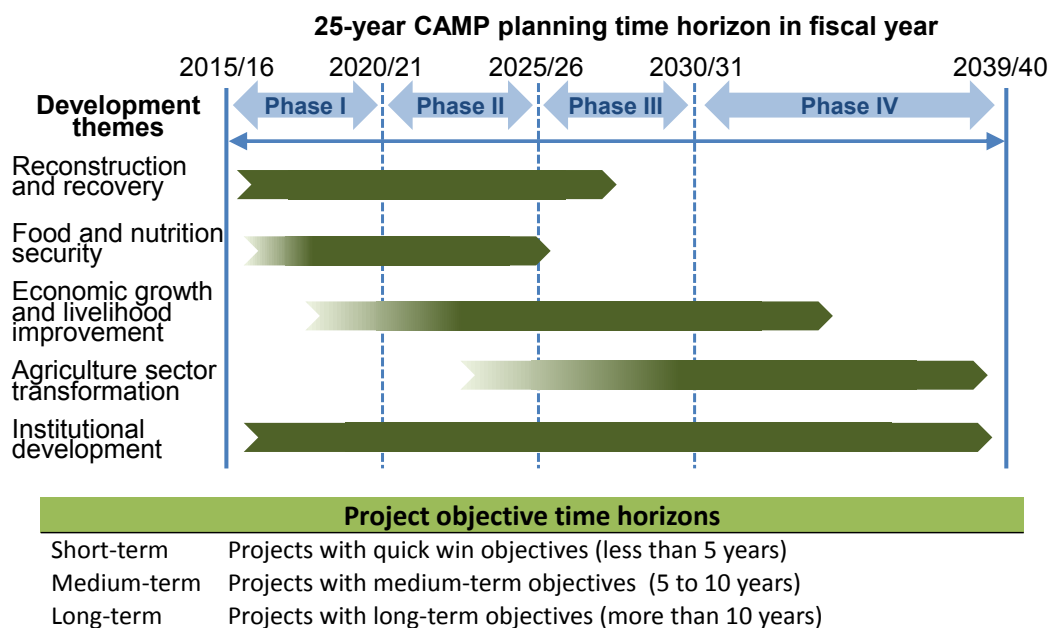 25-year CAMP planning time horizon in fiscal year
2015/16 2020/21 2025/26 2030/31 2039/40
Development
themes
Phase I Phase II Phase III Phase IV
Reconstruction
and recovery
Food and nutrition
security
Economic growth
and livelihood
improvement
Agriculture sector
transformation
Institutional
development
Project objective time horizons
Short-term Projects with quick win objectives (less than 5 years)
Medium-term Projects with medium-term objectives (5 to 10 years)
Long-term Projects with long-term objectives (more than 10 years)